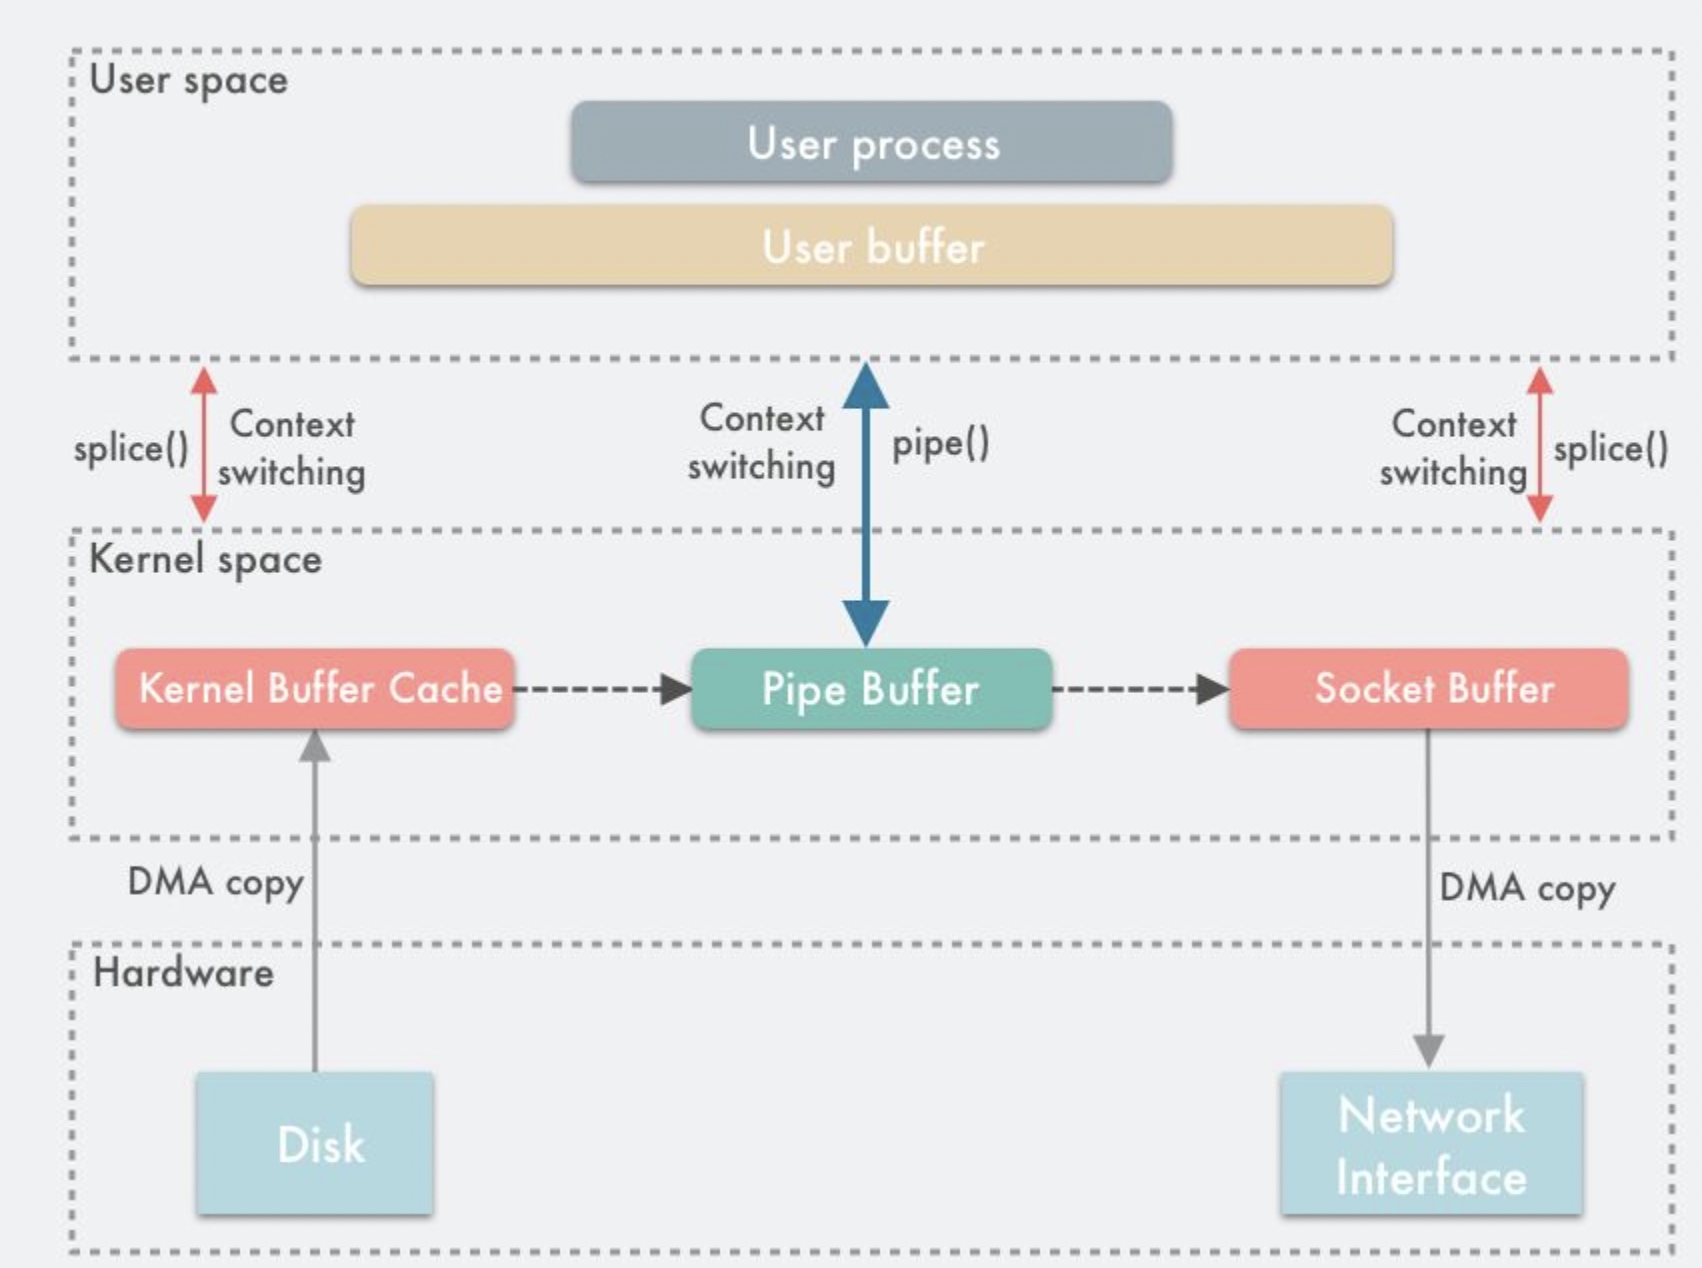 User space
User process
User buffer
splice()
Context
switching
Context
switching
pipe()
Context
switching
splice()
Kernel space
Kernel Buffer Cache
Pipe Buffer
Socket Buffer
DMA copy
DMA copy
Hardware
Disk
Network
Interface